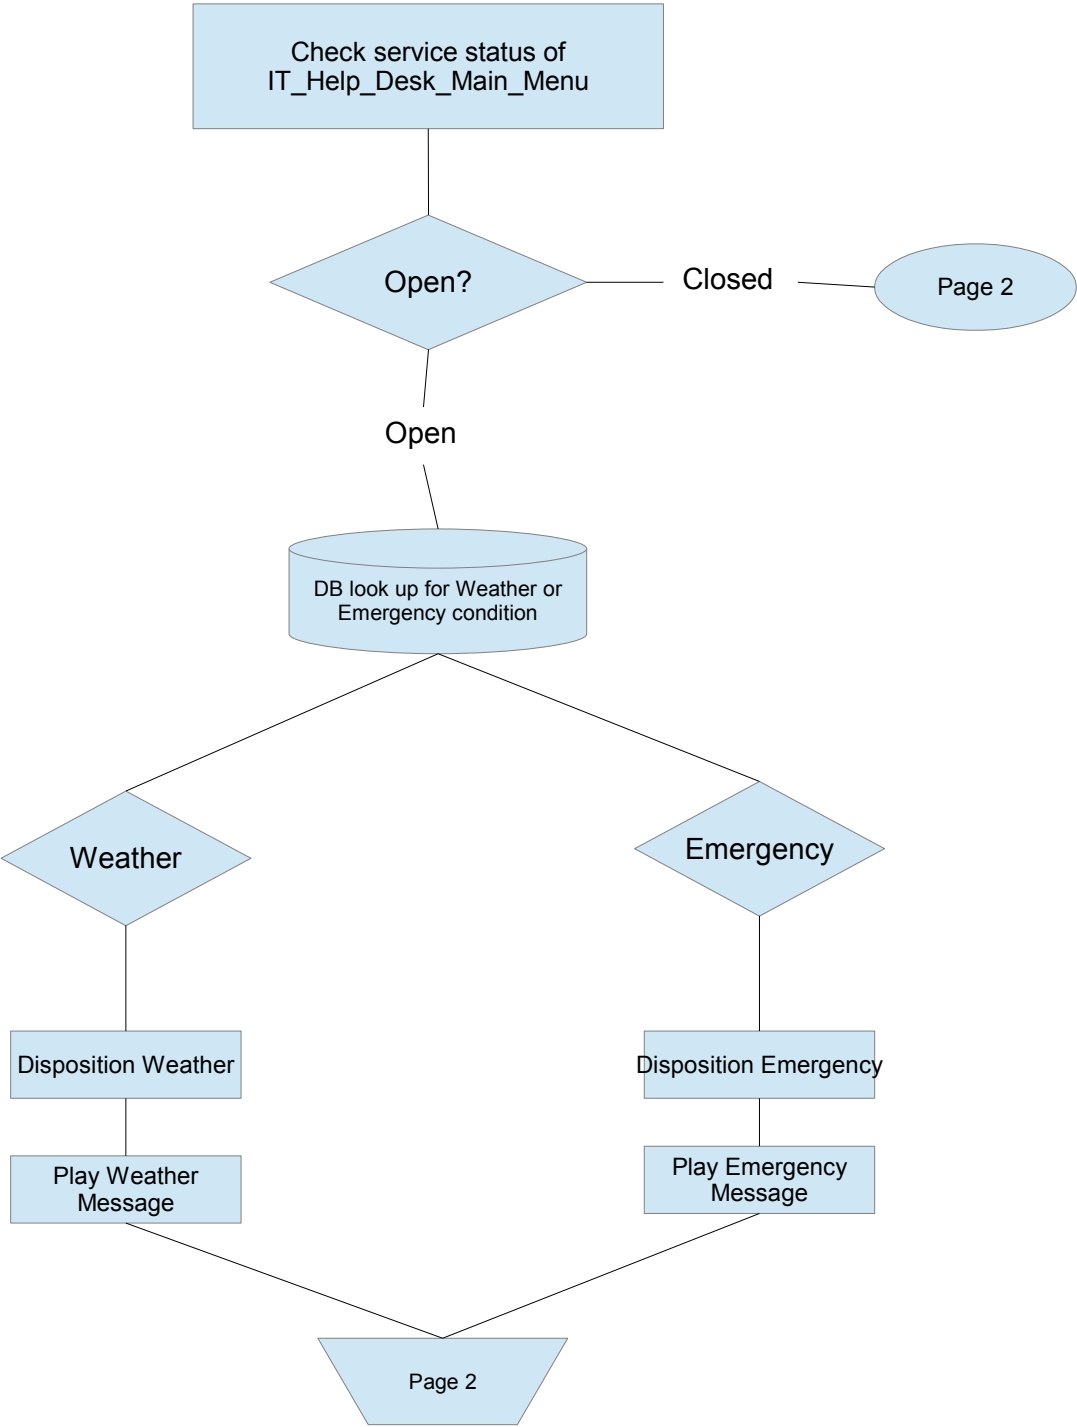 Check service status of
IT_Help_Desk_Main_Menu
Open?
Closed
Page 2
Open
DB look up for Weather or
Emergency condition
Weather
Emergency
Disposition Weather
Disposition Emergency
Play Weather
Message
Play Emergency
Message
Page 2